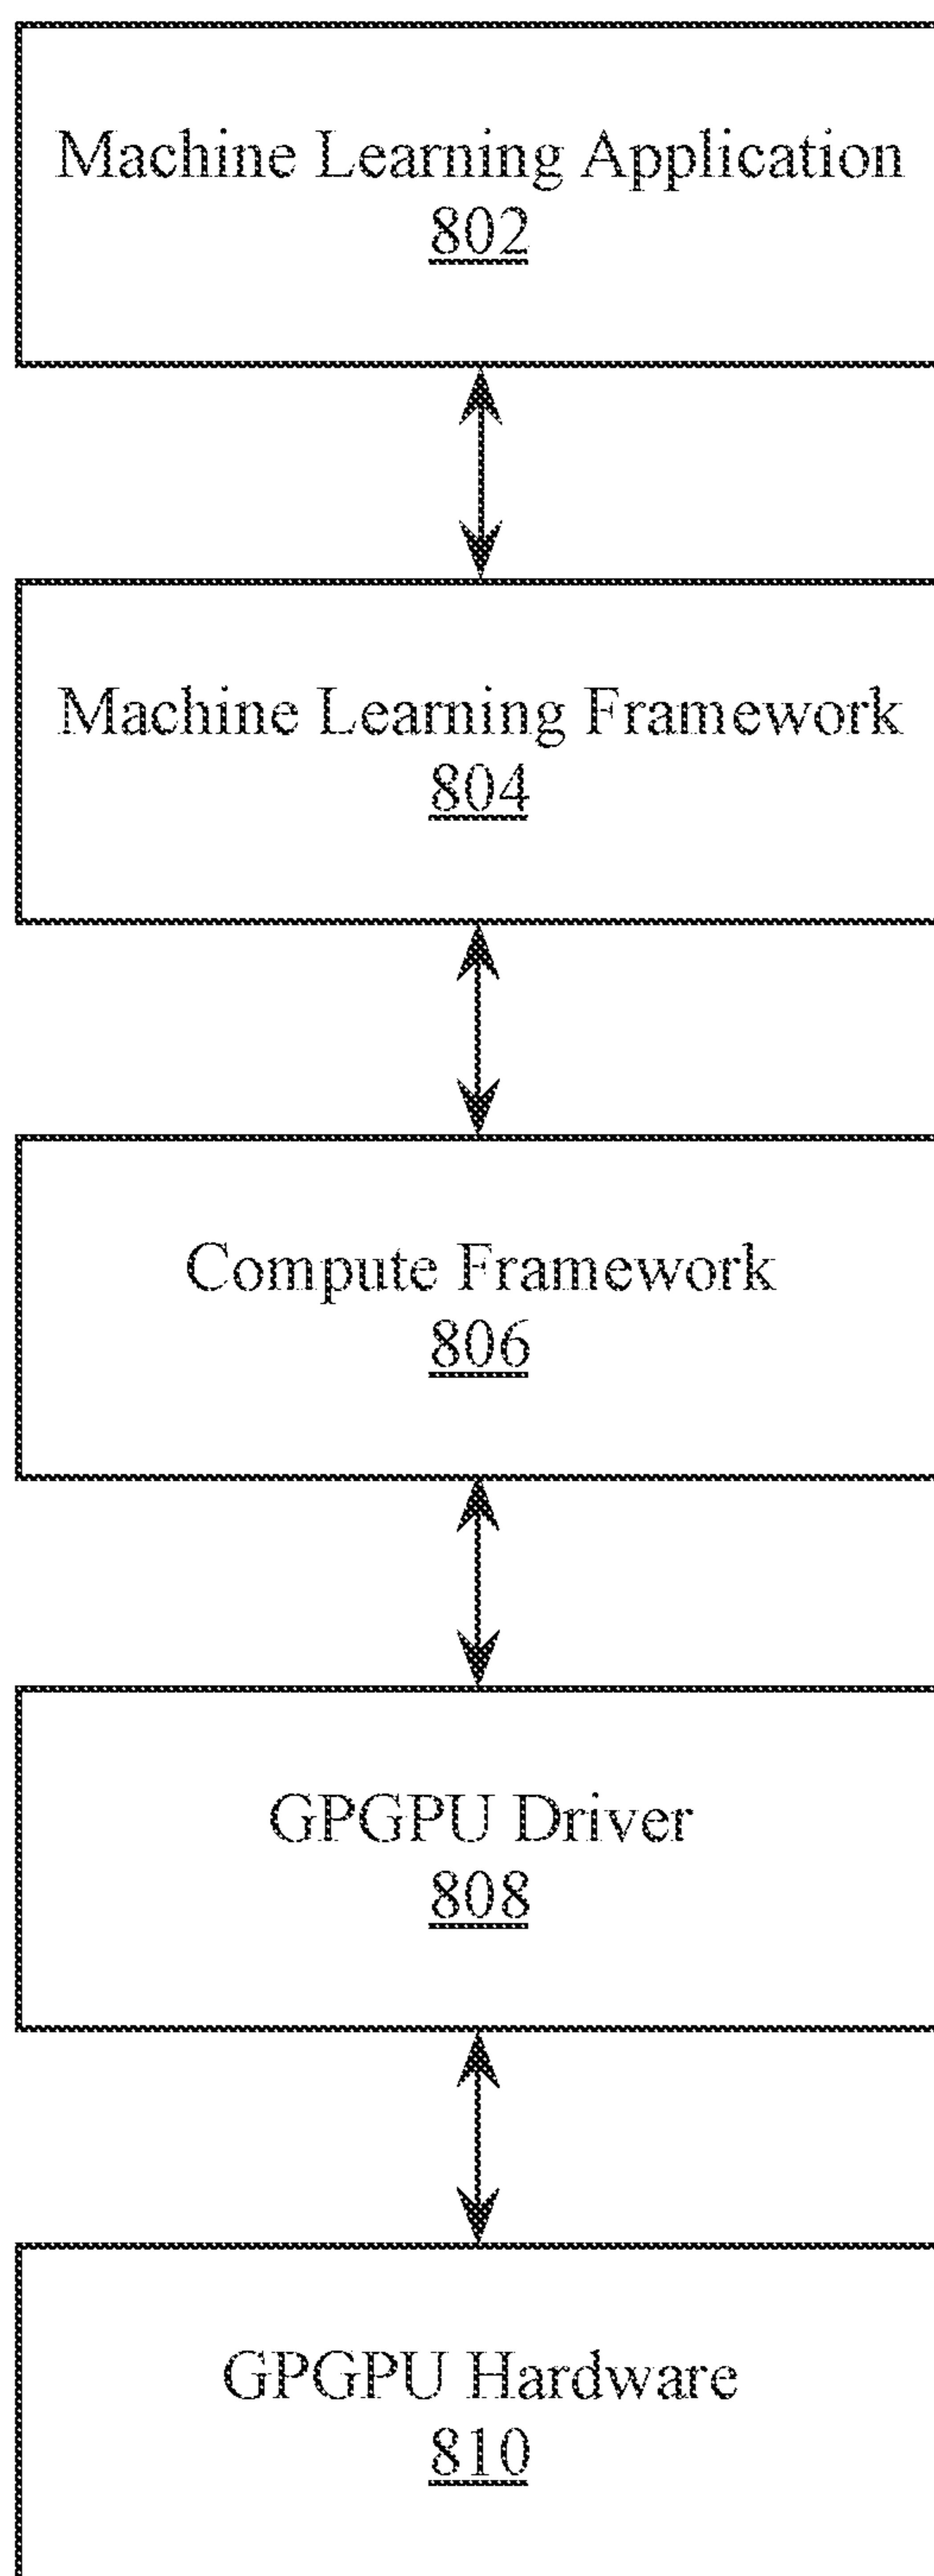 Machine Learning Application
802
Machine Learning Framework
804
Compute Framework
806
GPGPU Driver
808
GPGPU Hardware
810